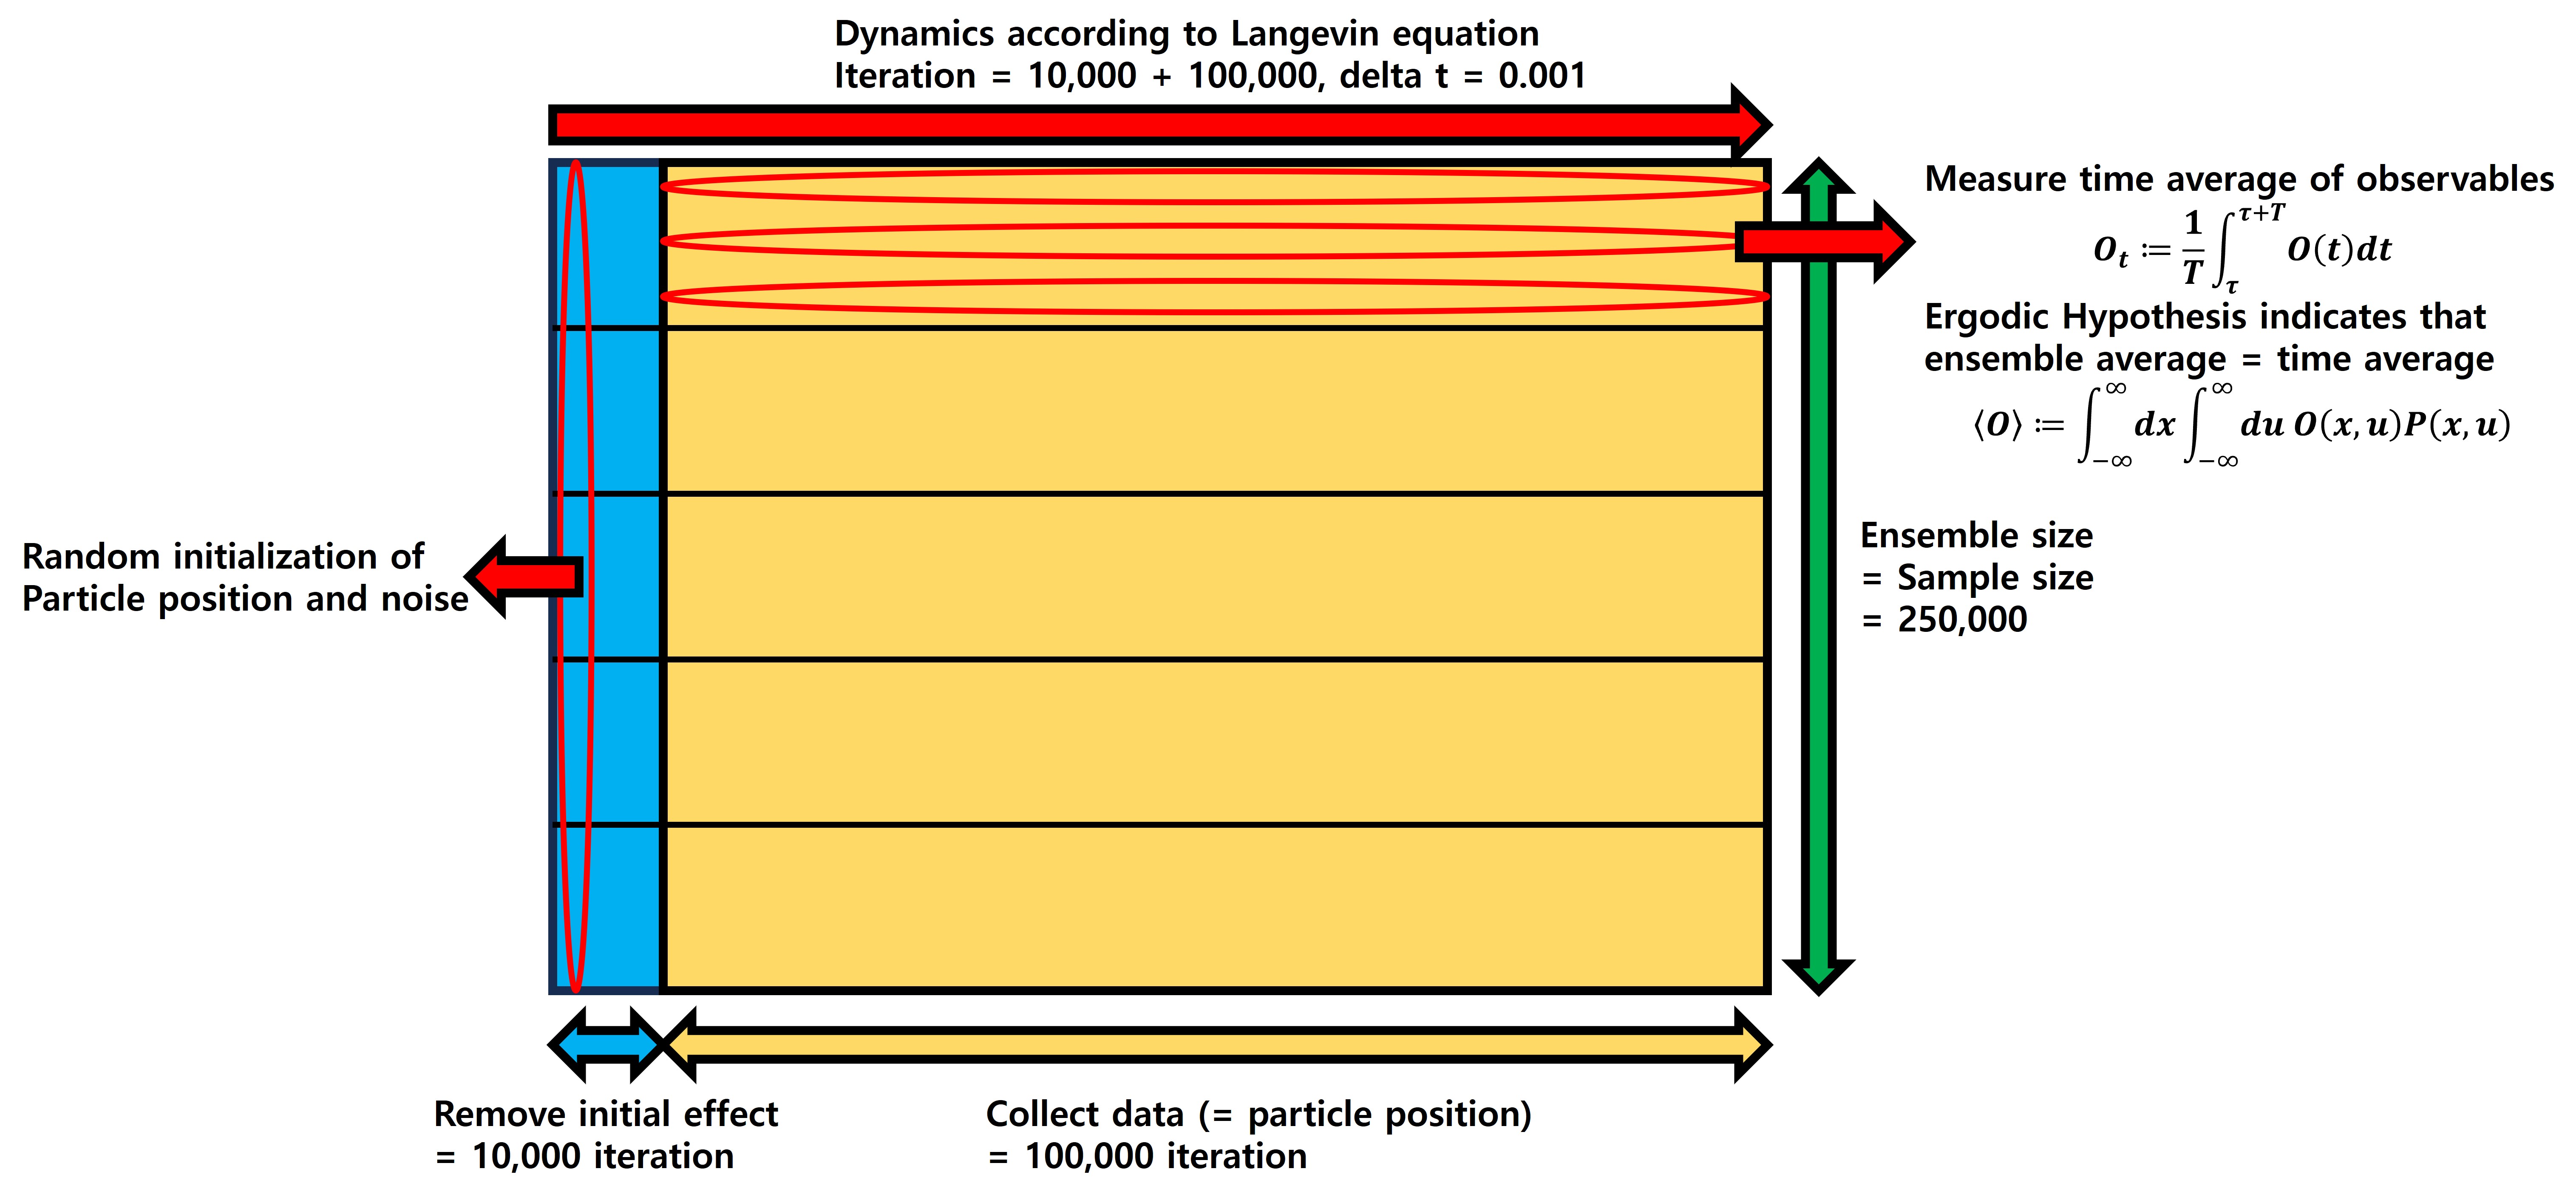 Dynamics according to Langevin equation
Iteration = 10,000 + 100,000, delta t = 0.001
Measure time average of observables
O_t ≔ 1/T ∫_τ^{τ+T} O(t)dt
Ergodic Hypothesis indicates that
ensemble average = time average
⟨O⟩ ≔ ∫_{−∞}^{∞} dx ∫_{−∞}^{∞} du O(x, u)P(x, u)
Random initialization of
Particle position and noise
Ensemble size
= Sample size
= 250,000
Remove initial effect
= 10,000 iteration
Collect data (= particle position)
= 100,000 iteration